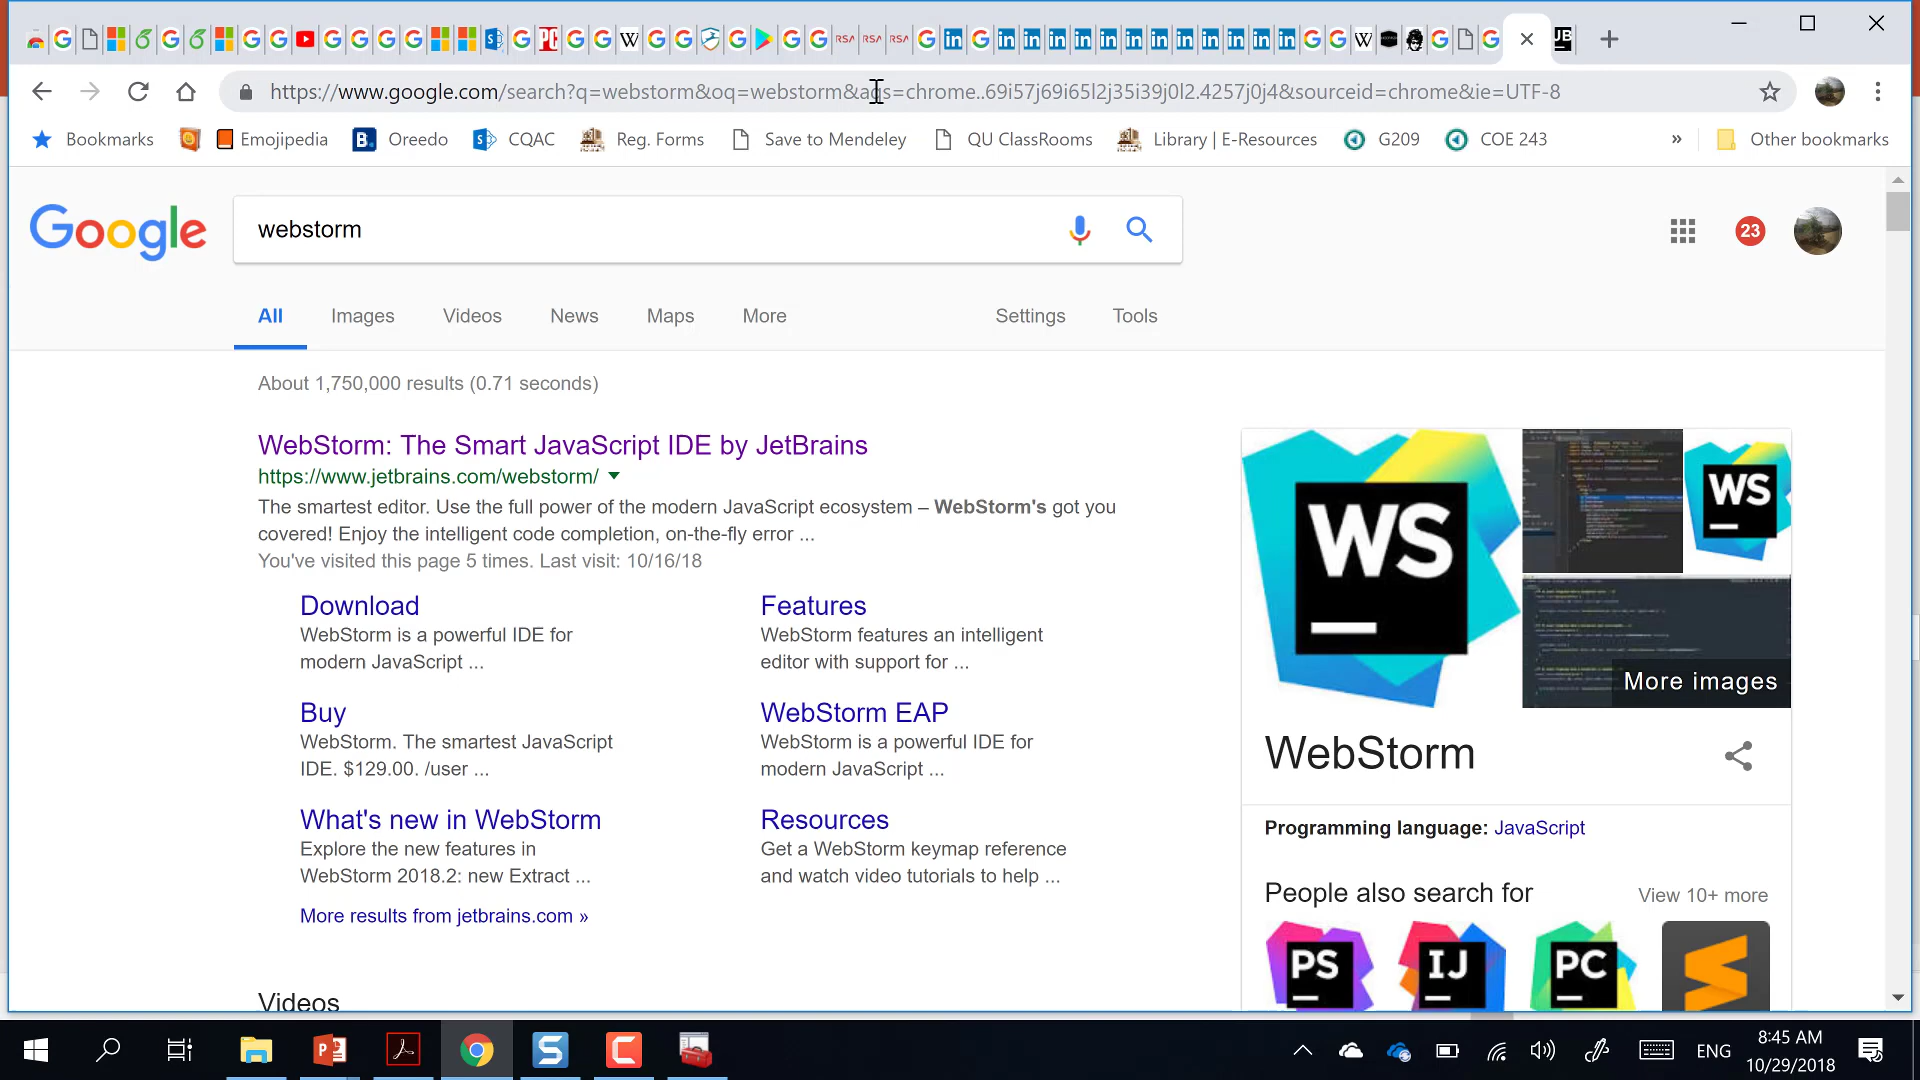 https://www.google.com/search?q=webstorm&oq=webstorm&aqs=chrome..69i57j69i65l2j35i39j0l2.4257j0j4&sourceid=chrome&ie=UTF-8
Bookmarks Emojipedia Oreedo CQAC Reg. Forms Save to Mendeley QU ClassRooms Library | E-Resources G209 COE 243 » Other bookmarks
Google
webstorm
23
All Images Videos News Maps More Settings Tools
About 1,750,000 results (0.71 seconds)
WebStorm: The Smart JavaScript IDE by JetBrains
https://www.jetbrains.com/webstorm/
The smartest editor. Use the full power of the modern JavaScript ecosystem – WebStorm's got you
covered! Enjoy the intelligent code completion, on-the-fly error ...
You've visited this page 5 times. Last visit: 10/16/18
Download
WebStorm is a powerful IDE for
modern JavaScript ...
Features
WebStorm features an intelligent
editor with support for ...
Buy
WebStorm. The smartest JavaScript
IDE. $129.00. /user ...
WebStorm EAP
WebStorm is a powerful IDE for
modern JavaScript ...
What's new in WebStorm
Explore the new features in
WebStorm 2018.2: new Extract ...
Resources
Get a WebStorm keymap reference
and watch video tutorials to help ...
More results from jetbrains.com »
Videos
WS
WS
More images
WebStorm
Programming language: JavaScript
People also search for
View 10+ more
PS IJ PC
ENG
8:45 AM
10/29/2018